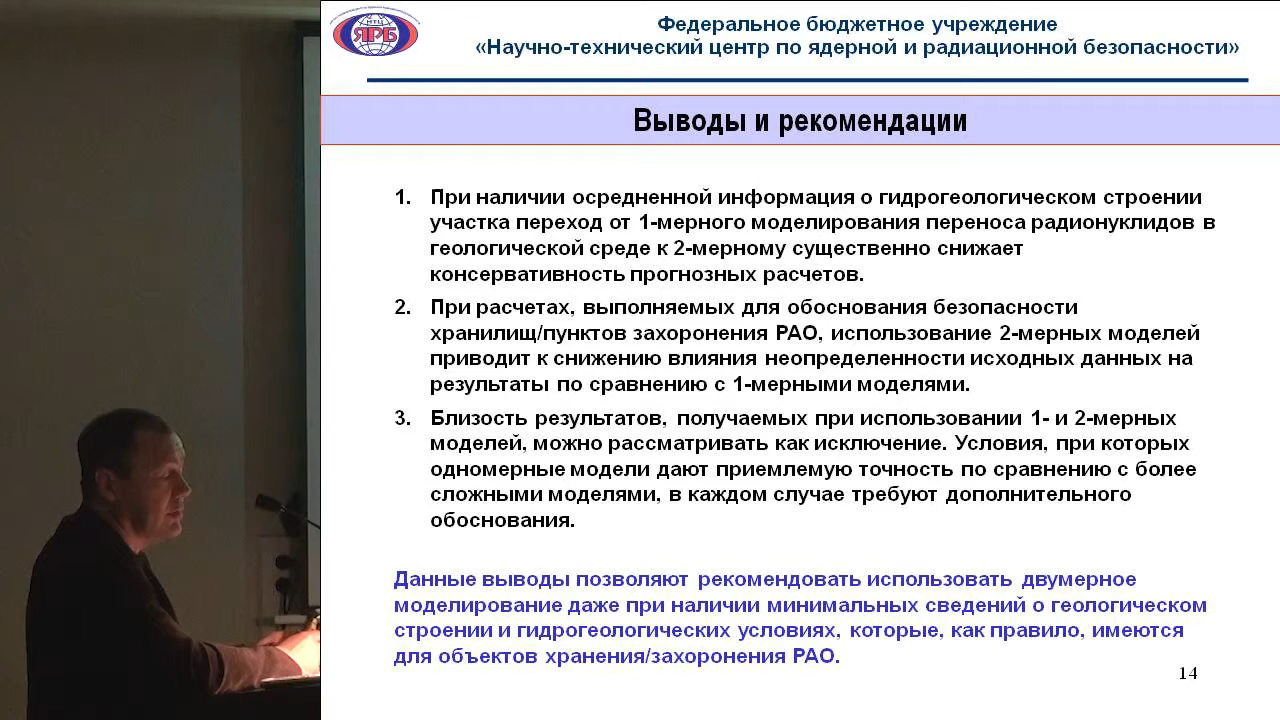 НТЦ
ЯРБ
Федеральное бюджетное учреждение
«Научно-технический центр по ядерной и радиационной безопасности»
Выводы и рекомендации
1. При наличии осредненной информация о гидрогеологическом строении
участка переход от 1-мерного моделирования переноса радионуклидов в
геологической среде к 2-мерному существенно снижает
консервативность прогнозных расчетов.
2. При расчетах, выполняемых для обоснования безопасности
хранилищ/пунктов захоронения РАО, использование 2-мерных моделей
приводит к снижению влияния неопределенности исходных данных на
результаты по сравнению с 1-мерными моделями.
3. Близость результатов, получаемых при использовании 1- и 2-мерных
моделей, можно рассматривать как исключение. Условия, при которых
одномерные модели дают приемлемую точность по сравнению с более
сложными моделями, в каждом случае требуют дополнительного
обоснования.
Данные выводы позволяют рекомендовать использовать двумерное
моделирование даже при наличии минимальных сведений о геологическом
строении и гидрогеологических условиях, которые, как правило, имеются
для объектов хранения/захоронения РАО.
14